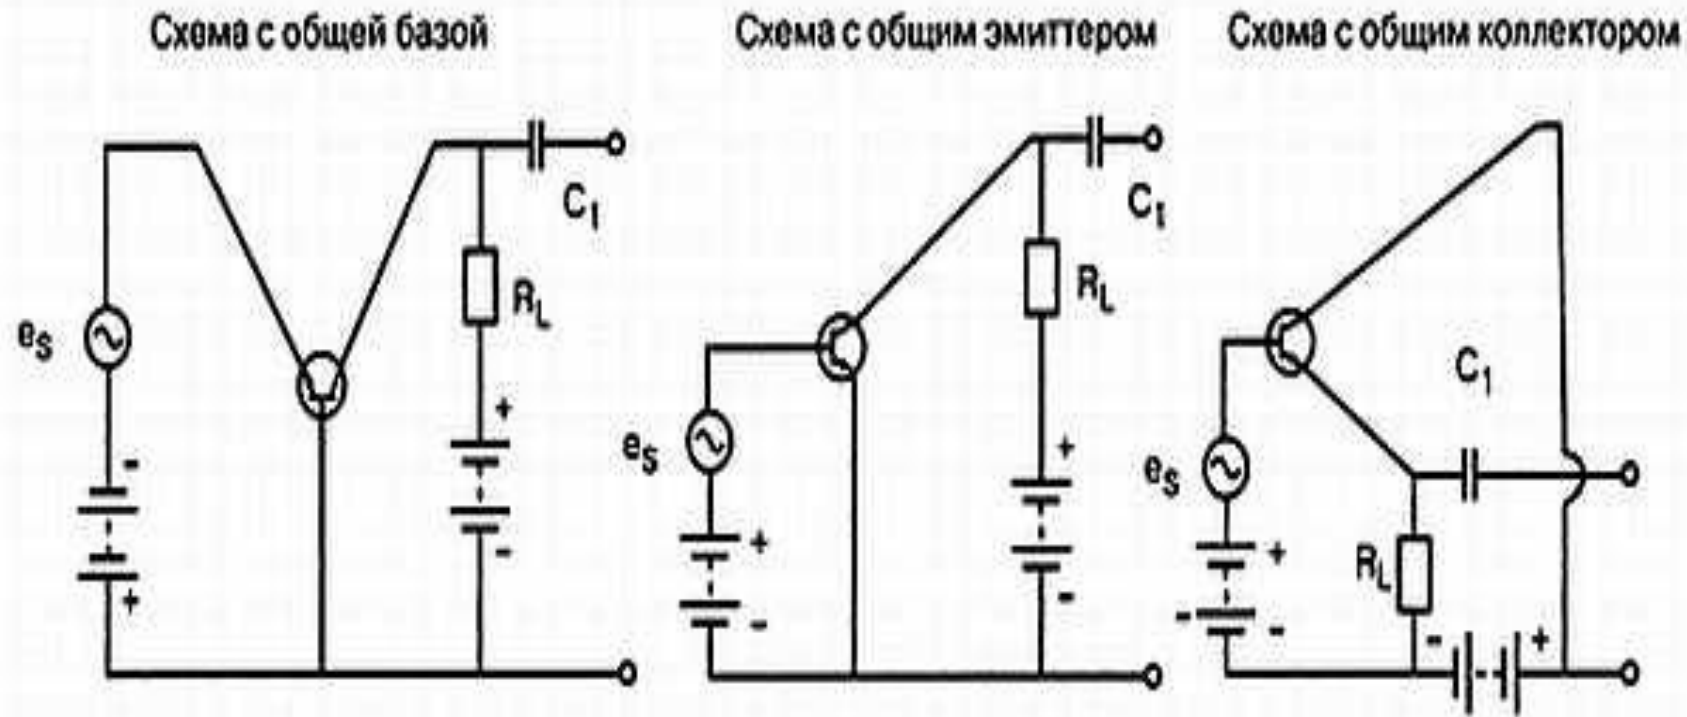 Схема с общей базой
Схема с общим эмиттером
Схема с общим коллектором
C1
RL
eS
-
+
+
-
C1
RL
eS
+
-
+
-
C1
RL
eS
+
-
-
-
+